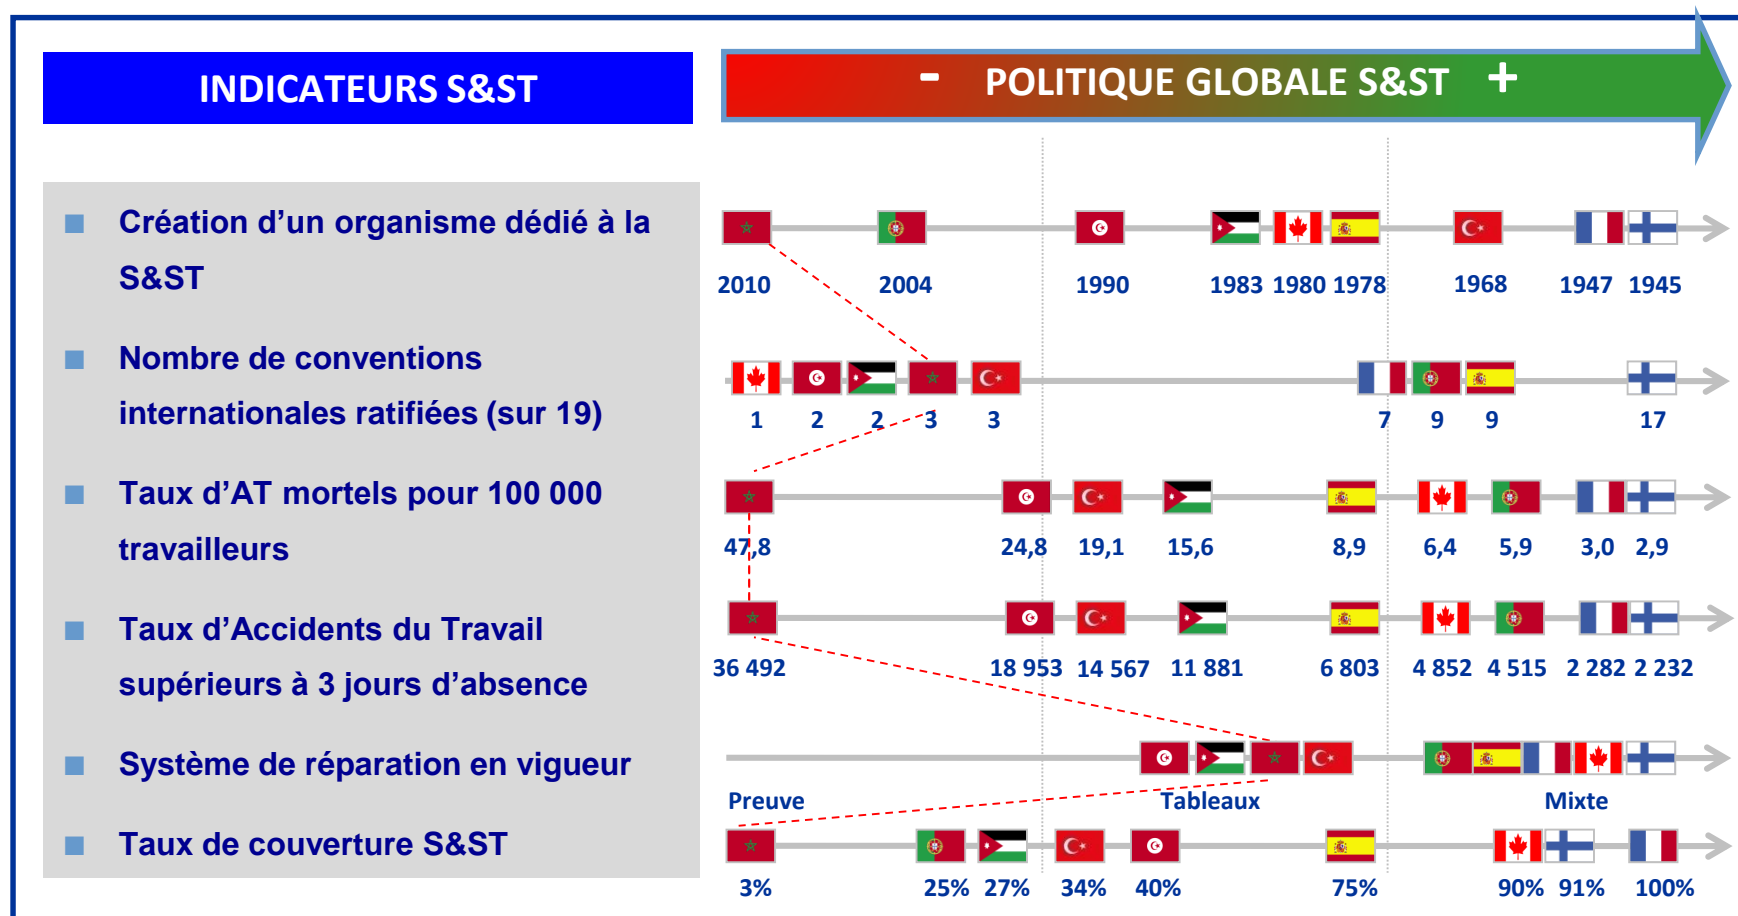 INDICATEURS S&ST
- POLITIQUE GLOBALE S&ST +
Création d’un organisme dédié à la
S&ST
2010 2004 1990 1983 1980 1978 1968 1947 1945
Nombre de conventions
internationales ratifiées (sur 19)
1 2 2 3 3 7 9 9 17
Taux d’AT mortels pour 100 000
travailleurs
47,8 24,8 19,1 15,6 8,9 6,4 5,9 3,0 2,9
Taux d’Accidents du Travail
supérieurs à 3 jours d’absence
36 492 18 953 14 567 11 881 6 803 4 852 4 515 2 282 2 232
Système de réparation en vigueur
Preuve Tableaux Mixte
Taux de couverture S&ST
3% 25% 27% 34% 40% 75% 90% 91% 100%